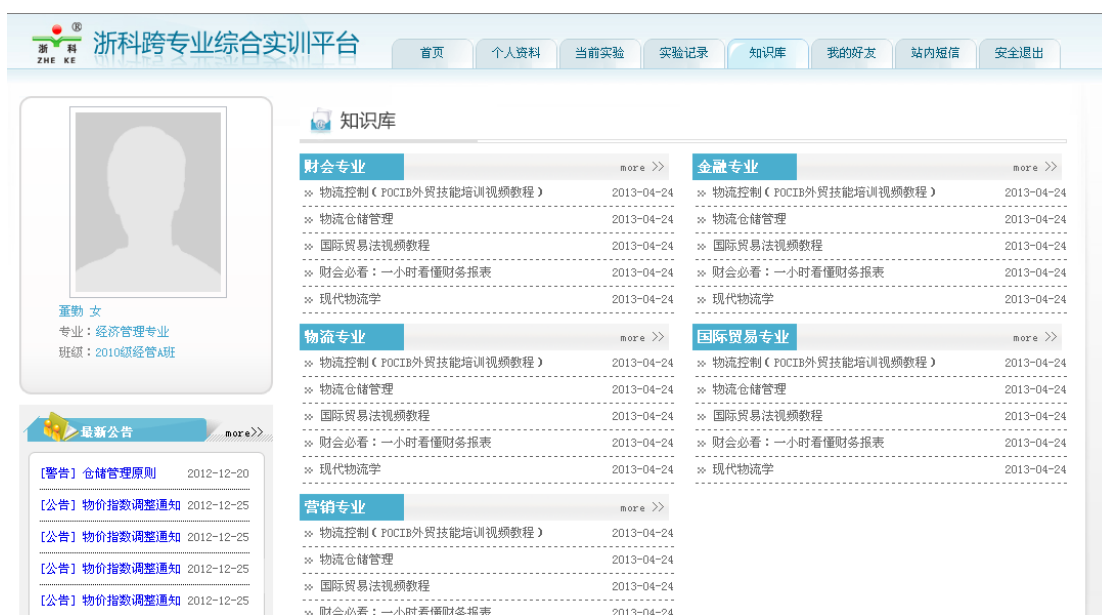 ®
浙 科
ZHE KE
浙科跨专业综合实训平台
首页 个人资料 当前实验 实验记录 知识库 我的好友 站内短信 安全退出
董勤 女
专业：经济管理专业
班级：2010级经管A班
最新公告 more>>
[警告] 仓储管理原则 2012-12-20
[公告] 物价指数调整通知 2012-12-25
[公告] 物价指数调整通知 2012-12-25
[公告] 物价指数调整通知 2012-12-25
[公告] 物价指数调整通知 2012-12-25
知识库
财会专业 more >>
物流控制(POCIB外贸技能培训视频教程) 2013-04-24
物流仓储管理 2013-04-24
国际贸易法视频教程 2013-04-24
财会必看：一小时看懂财务报表 2013-04-24
现代物流学 2013-04-24
金融专业 more >>
物流控制(POCIB外贸技能培训视频教程) 2013-04-24
物流仓储管理 2013-04-24
国际贸易法视频教程 2013-04-24
财会必看：一小时看懂财务报表 2013-04-24
现代物流学 2013-04-24
物流专业 more >>
物流控制(POCIB外贸技能培训视频教程) 2013-04-24
物流仓储管理 2013-04-24
国际贸易法视频教程 2013-04-24
财会必看：一小时看懂财务报表 2013-04-24
现代物流学 2013-04-24
国际贸易专业 more >>
物流控制(POCIB外贸技能培训视频教程) 2013-04-24
物流仓储管理 2013-04-24
国际贸易法视频教程 2013-04-24
财会必看：一小时看懂财务报表 2013-04-24
现代物流学 2013-04-24
营销专业 more >>
物流控制(POCIB外贸技能培训视频教程) 2013-04-24
物流仓储管理 2013-04-24
国际贸易法视频教程 2013-04-24
财会必看：一小时看懂财务报表 2013-04-24